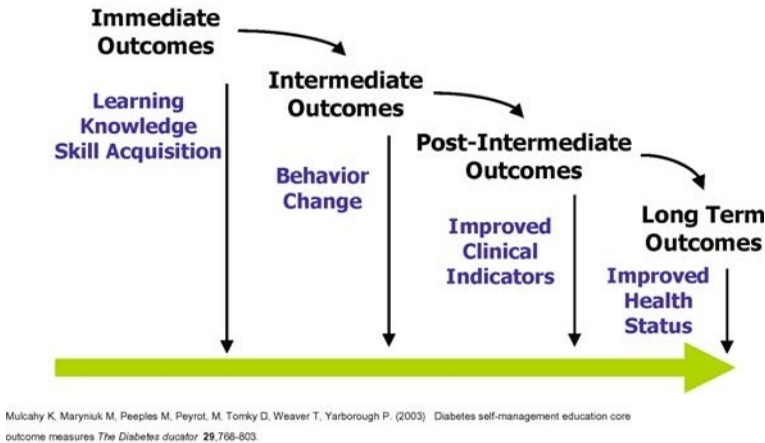 Immediate
Outcomes
Learning
Knowledge
Skill Acquisition
Intermediate
Outcomes
Behavior
Change
Post-Intermediate
Outcomes
Improved
Clinical
Indicators
Long Term
Outcomes
Improved
Health
Status
Mulcahy K, Maryniuk M, Peeples M, Peyrot, M, Tomky D, Weaver T, Yarborough P. (2003) Diabetes self-management education core
outcome measures The Diabetes ducator 29,768-803.